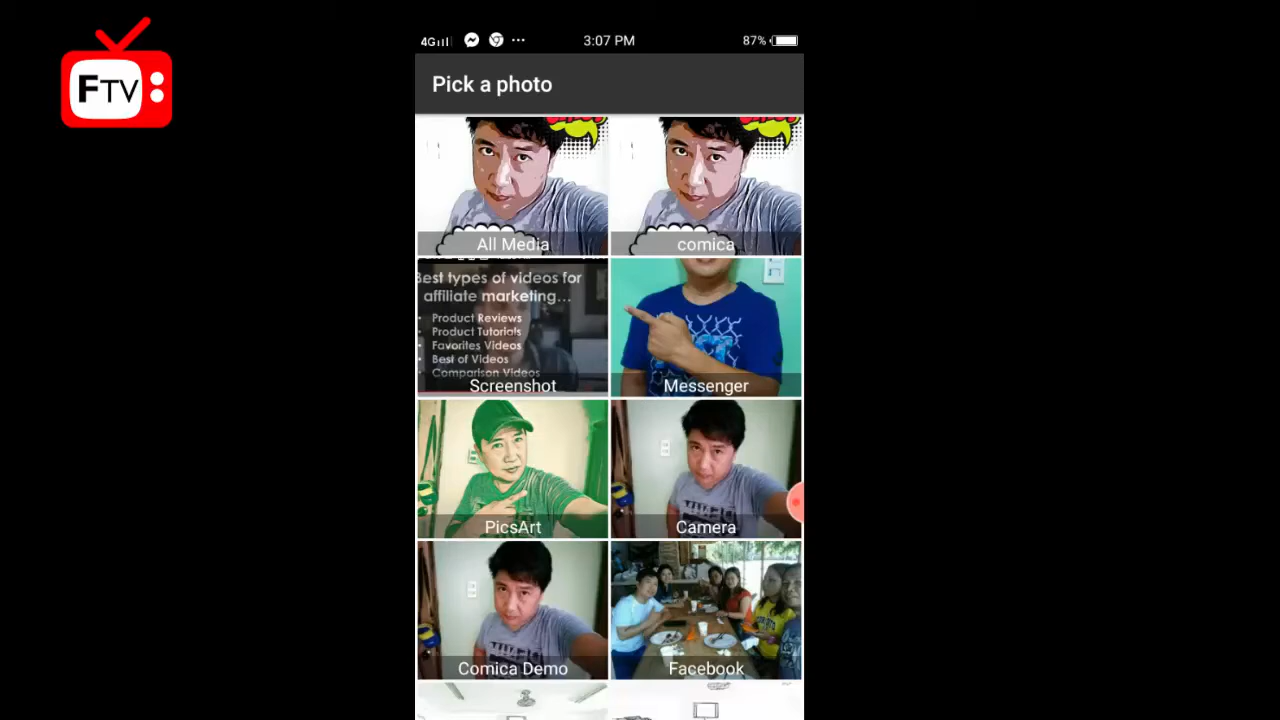 FTV
4G
3:07 PM
87%
Pick a photo
All Media
comica
Best types of videos for
affiliate marketing...
• Product Reviews
• Product Tutorials
• Favorites Videos
• Best of Videos
• Comparison Videos
Screenshot
Messenger
PicsArt
Camera
Comica Demo
Facebook